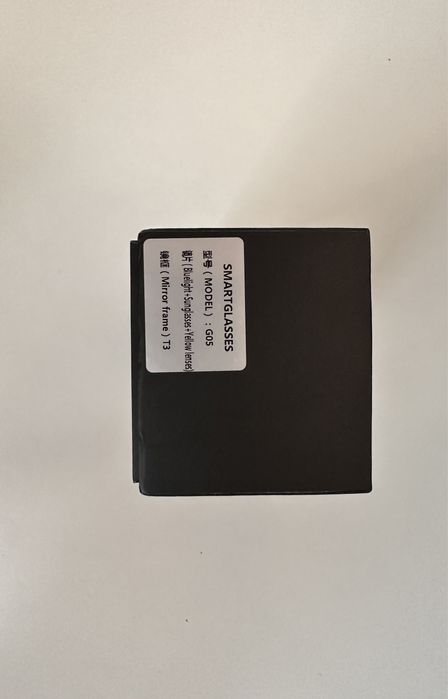 SMARTGLASSES
型号 ( MODEL ) : G05
镜片 ( Bluelight+Sunglasses+Yellow lenses)
镜框 ( Mirror frame ) T3